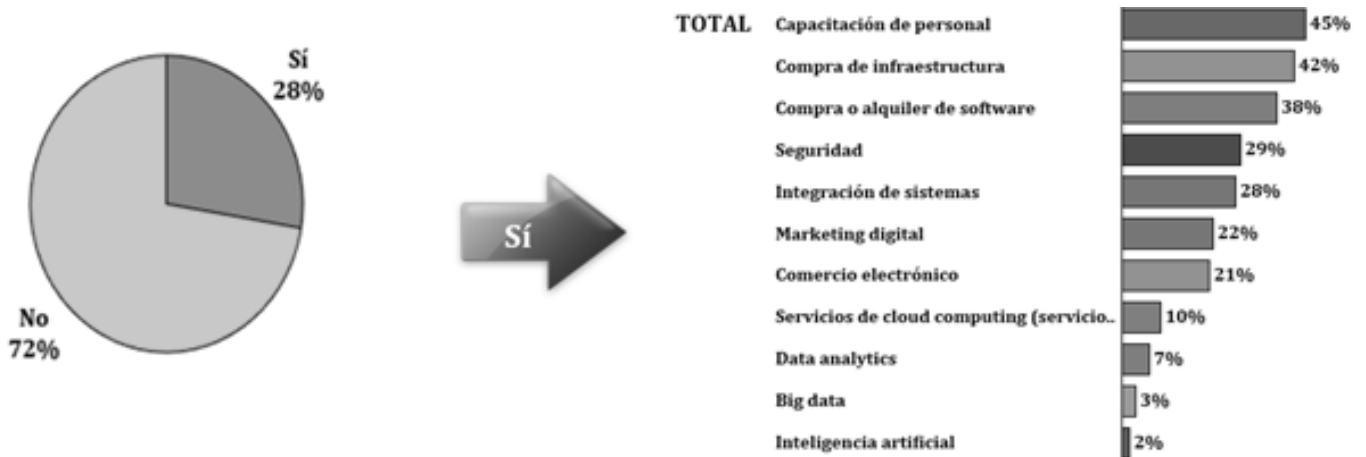 Sí
28%
No
72%
Sí
TOTAL
Capacitación de personal 45%
Compra de infraestructura 42%
Compra o alquiler de software 38%
Seguridad 29%
Integración de sistemas 28%
Marketing digital 22%
Comercio electrónico 21%
Servicios de cloud computing (servicio.. 10%
Data analytics 7%
Big data 3%
Inteligencia artificial 2%